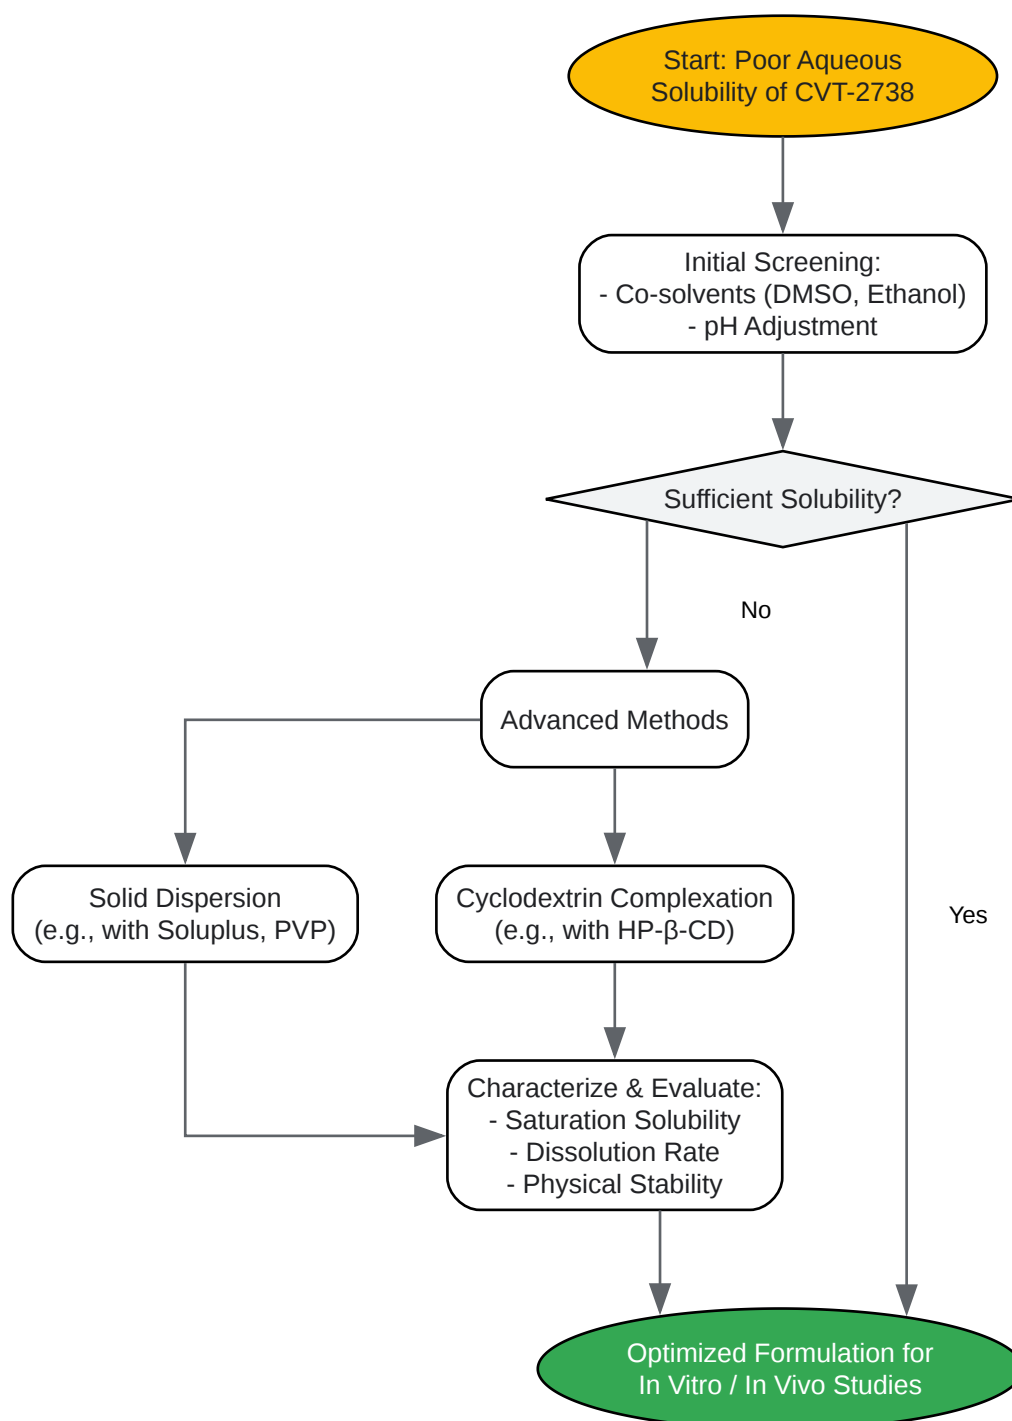 Start: Poor Aqueous
Solubility of CVT-2738
Initial Screening:
- Co-solvents (DMSO, Ethanol)
- pH Adjustment
Sufficient Solubility?
No
Advanced Methods
Solid Dispersion
(e.g., with Soluplus, PVP)
Cyclodextrin Complexation
(e.g., with HP-β-CD)
Yes
Characterize & Evaluate:
- Saturation Solubility
- Dissolution Rate
- Physical Stability
Optimized Formulation for
In Vitro / In Vivo Studies